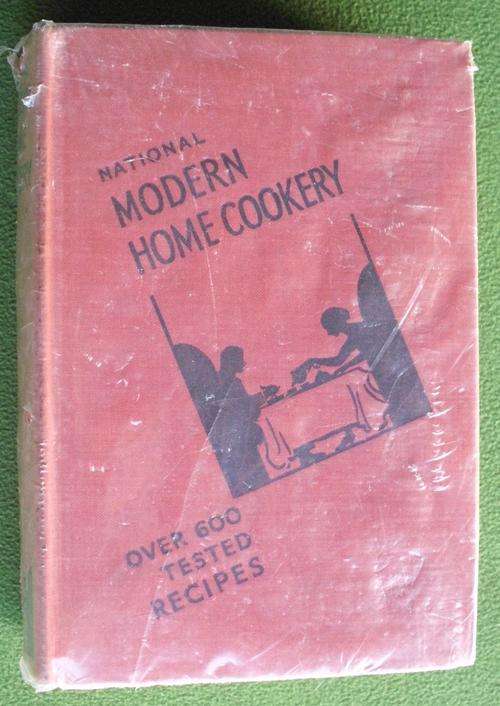 NATIONAL
MODERN
HOME COOKERY
OVER 600
TESTED
RECIPES